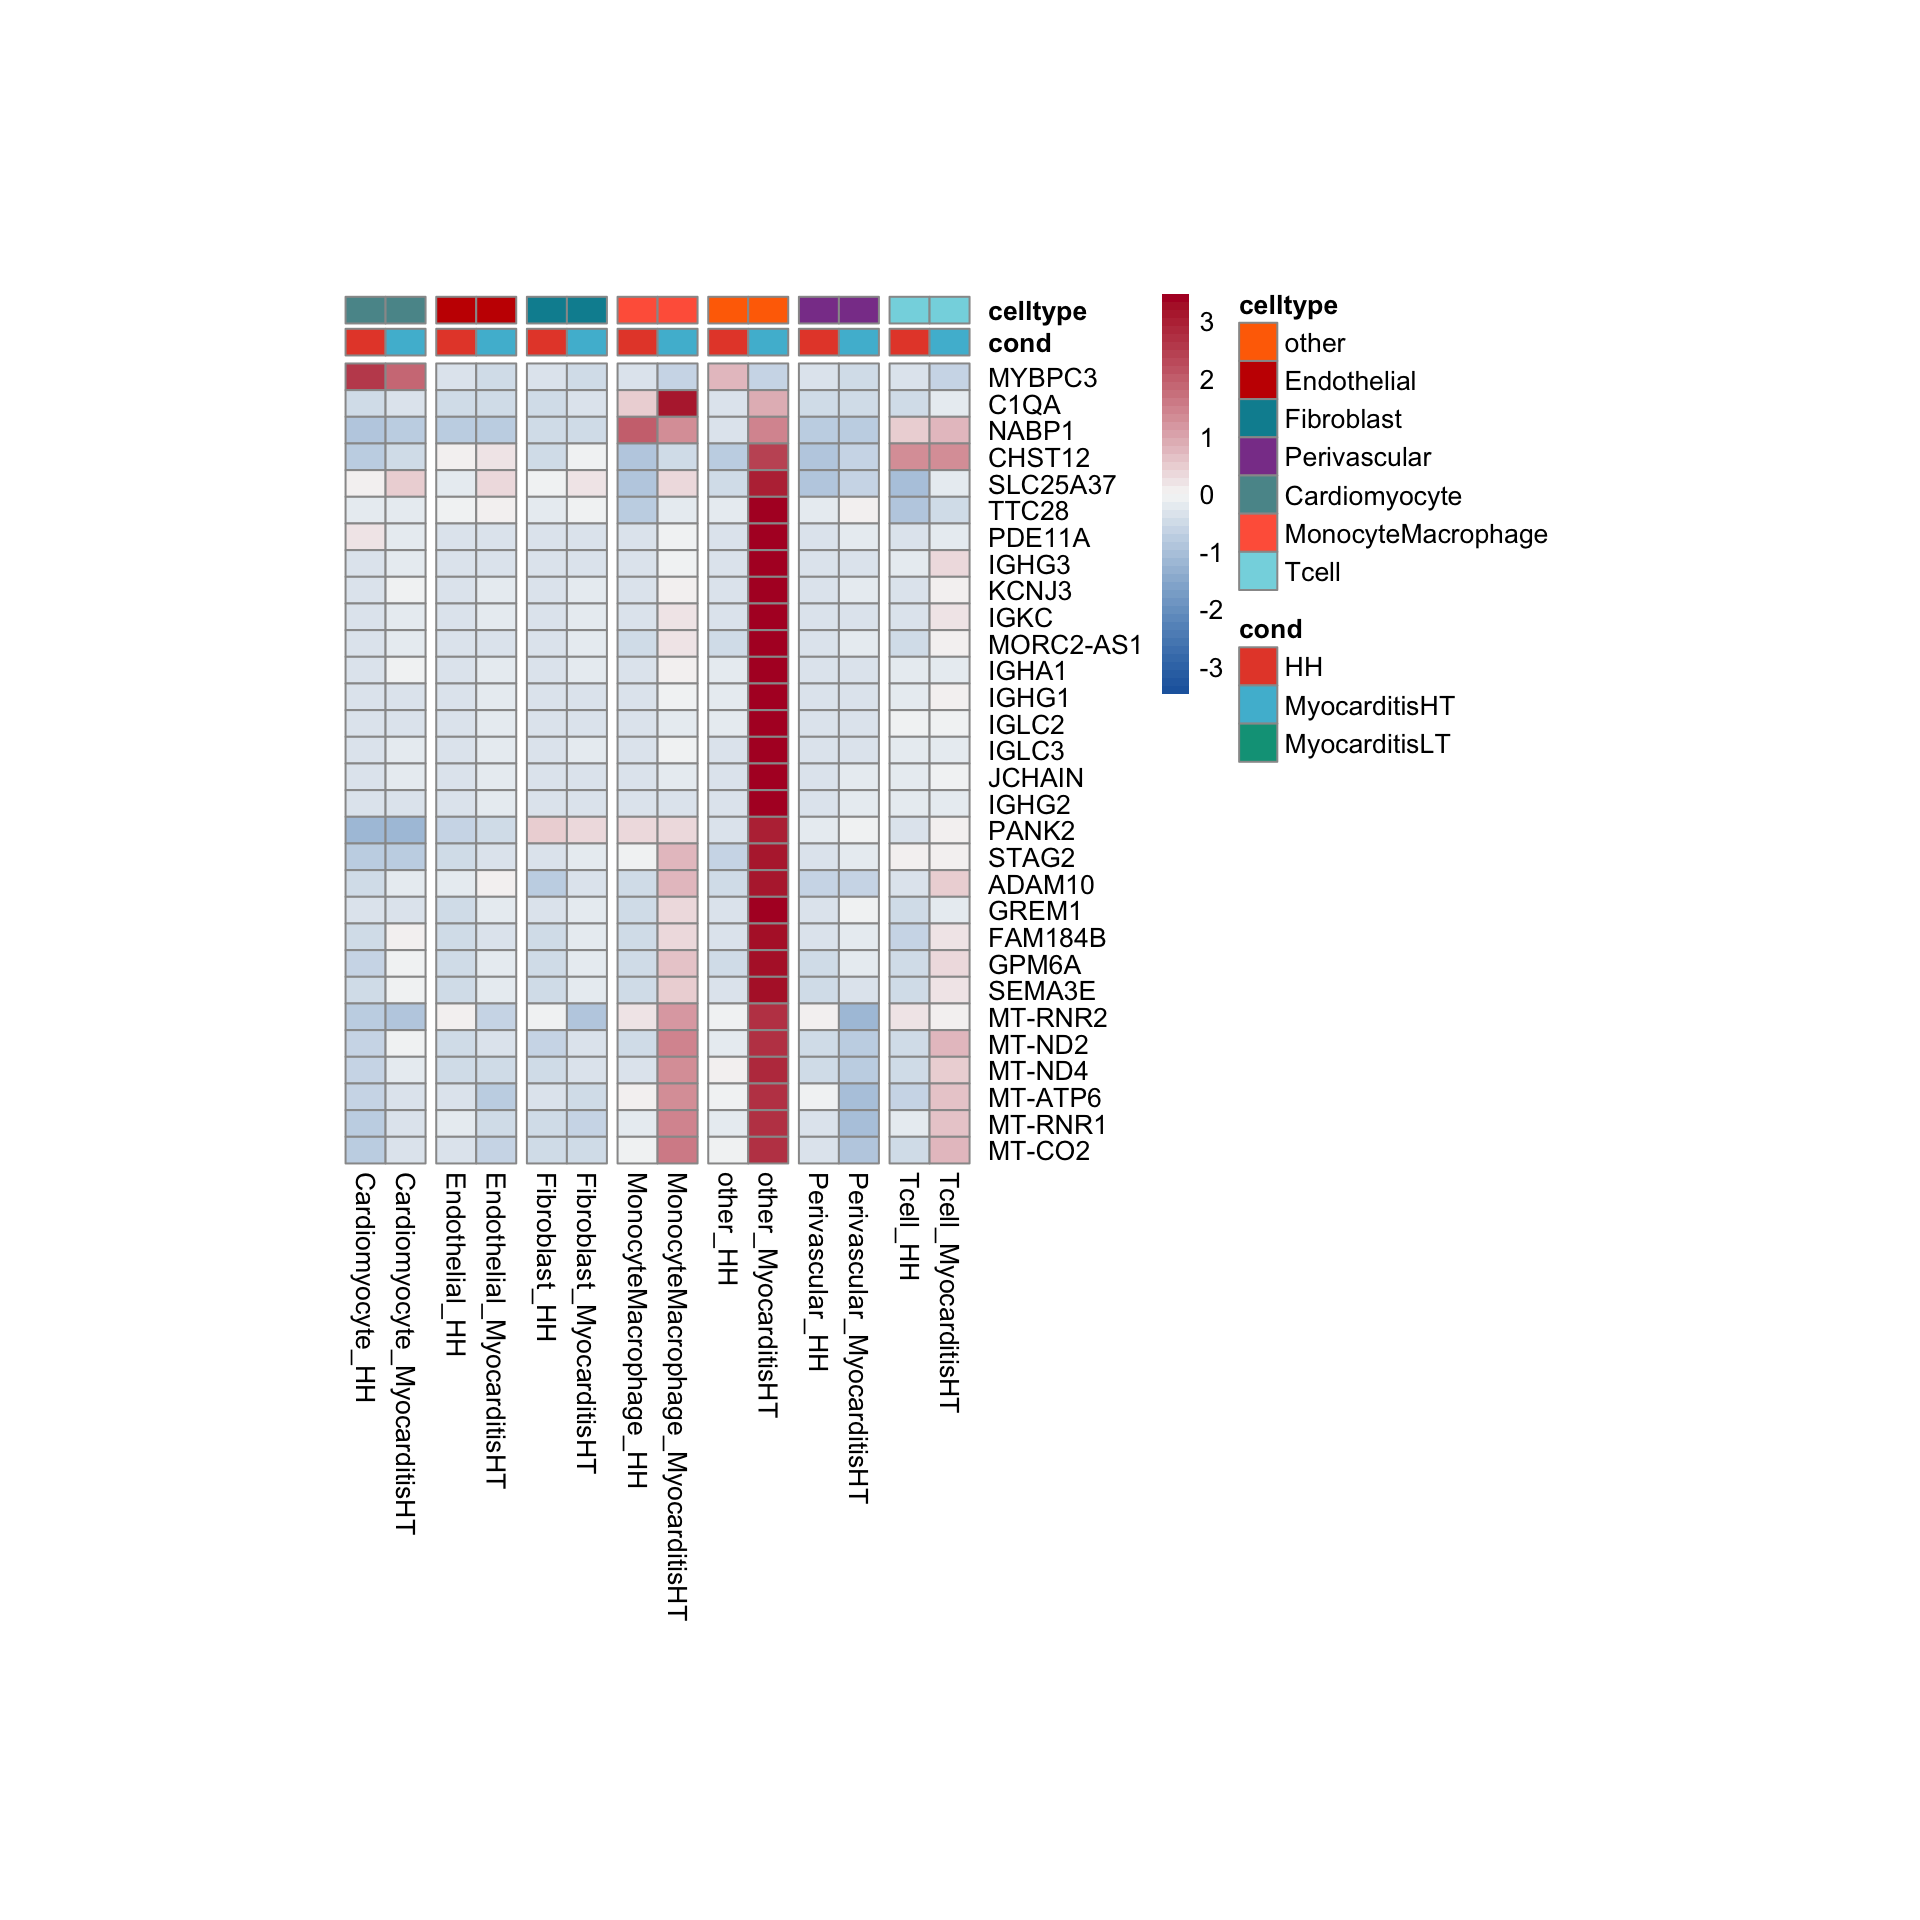 celltype
cond
MYBPC3
C1QA
NABP1
CHST12
SLC25A37
TTC28
PDE11A
IGHG3
KCNJ3
IGKC
MORC2-AS1
IGHA1
IGHG1
IGLC2
IGLC3
JCHAIN
IGHG2
PANK2
STAG2
ADAM10
GREM1
FAM184B
GPM6A
SEMA3E
MT-RNR2
MT-ND2
MT-ND4
MT-ATP6
MT-RNR1
MT-CO2
Cardiomyocyte_HH
Cardiomyocyte_MyocarditisHT
Endothelial_HH
Endothelial_MyocarditisHT
Fibroblast_HH
Fibroblast_MyocarditisHT
MonocyteMacrophage_HH
MonocyteMacrophage_MyocarditisHT
other_HH
other_MyocarditisHT
Perivascular_HH
Perivascular_MyocarditisHT
Tcell_HH
Tcell_MyocarditisHT
3
2
1
0
-1
-2
-3
celltype
other
Endothelial
Fibroblast
Perivascular
Cardiomyocyte
MonocyteMacrophage
Tcell
cond
HH
MyocarditisHT
MyocarditisLT